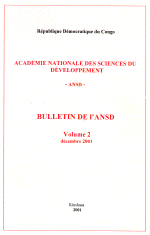 République Démocratique du Congo
ACADEMIE NATIONALE DES SCIENCES DU
DÉVELOPPEMENT
- ANSD -
BULLETIN DE l'ANSD
Volume 2
décembre 2001
Kinshasa
2001